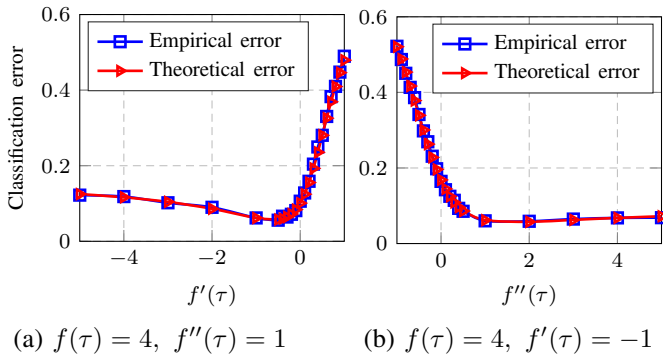 0.6
0.4
0.2
0
Classification error
Empirical error
Theoretical error
−4 −2 0
f′(τ)
(a) f(τ) = 4, f′′(τ) = 1
0.6
0.4
0.2
0
Empirical error
Theoretical error
0 2 4
f′′(τ)
(b) f(τ) = 4, f′(τ) = −1